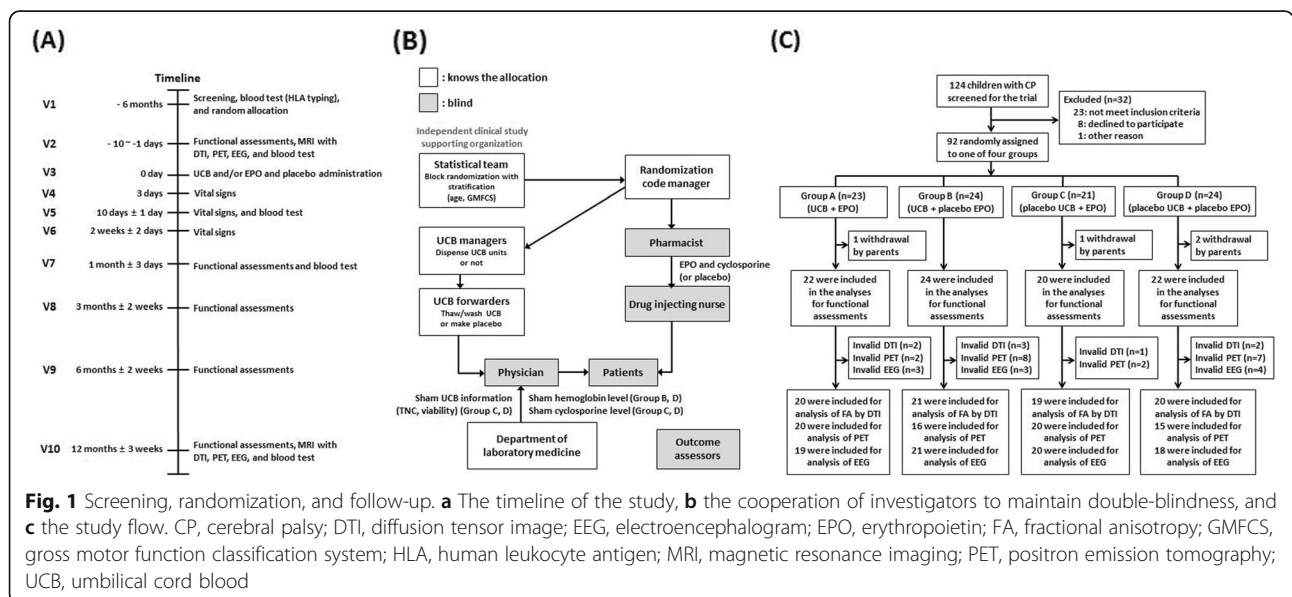 (A)
Timeline
V1 - 6 months Screening, blood test (HLA typing),
and random allocation
V2 - 10 ~ -1 days Functional assessments, MRI with
DTI, PET, EEG, and blood test
V3 0 day UCB and/or EPO and placebo administration
V4 3 days Vital signs
V5 10 days ± 1 day Vital signs, and blood test
V6 2 weeks ± 2 days Vital signs
V7 1 month ± 3 days Functional assessments and blood test
V8 3 months ± 2 weeks Functional assessments
V9 6 months ± 2 weeks Functional assessments
V10 12 months ± 3 weeks Functional assessments, MRI with
DTI, PET, EEG, and blood test
(B)
: knows the allocation
: blind
Independent clinical study
supporting organization
Statistical team
Block randomization with
stratification
(age, GMFCS)
Randomization
code manager
UCB managers
Dispense UCB units
or not
Pharmacist
EPO and cyclosporine
(or placebo)
UCB forwarders
Thaw/wash UCB
or make placebo
Drug injecting nurse
Physician
Patients
Sham UCB information
(TNC, viability) (Group C, D)
Sham hemoglobin level (Group B, D)
Sham cyclosporine level (Group C, D)
Department of
laboratory medicine
Outcome
assessors
(C)
124 children with CP
screened for the trial
Excluded (n=32)
23: not meet inclusion criteria
8: declined to participate
1: other reason
92 randomly assigned
to one of four groups
Group A (n=23)
(UCB + EPO)
Group B (n=24)
(UCB + placebo EPO)
Group C (n=21)
(placebo UCB + EPO)
Group D (n=24)
(placebo UCB + placebo EPO)
1 withdrawal
by parents
1 withdrawal
by parents
2 withdrawal
by parents
22 were included
in the analyses
for functional
assessments
24 were included
in the analyses
for functional
assessments
20 were included
in the analyses
for functional
assessments
22 were included
in the analyses
for functional
assessments
Invalid DTI (n=2)
Invalid PET (n=2)
Invalid EEG (n=3)
Invalid DTI (n=3)
Invalid PET (n=8)
Invalid EEG (n=3)
Invalid DTI (n=1)
Invalid PET (n=2)
Invalid DTI (n=2)
Invalid PET (n=7)
Invalid EEG (n=4)
20 were included for
analysis of FA by DTI
20 were included for
analysis of PET
19 were included for
analysis of EEG
21 were included for
analysis of FA by DTI
16 were included for
analysis of PET
21 were included for
analysis of EEG
19 were included for
analysis of FA by DTI
20 were included for
analysis of PET
20 were included for
analysis of EEG
20 were included for
analysis of FA by DTI
15 were included for
analysis of PET
18 were included for
analysis of EEG
Fig. 1 Screening, randomization, and follow-up. a The timeline of the study, b the cooperation of investigators to maintain double-blindness, and
c the study flow. CP, cerebral palsy; DTI, diffusion tensor image; EEG, electroencephalogram; EPO, erythropoietin; FA, fractional anisotropy; GMFCS,
gross motor function classification system; HLA, human leukocyte antigen; MRI, magnetic resonance imaging; PET, positron emission tomography;
UCB, umbilical cord blood